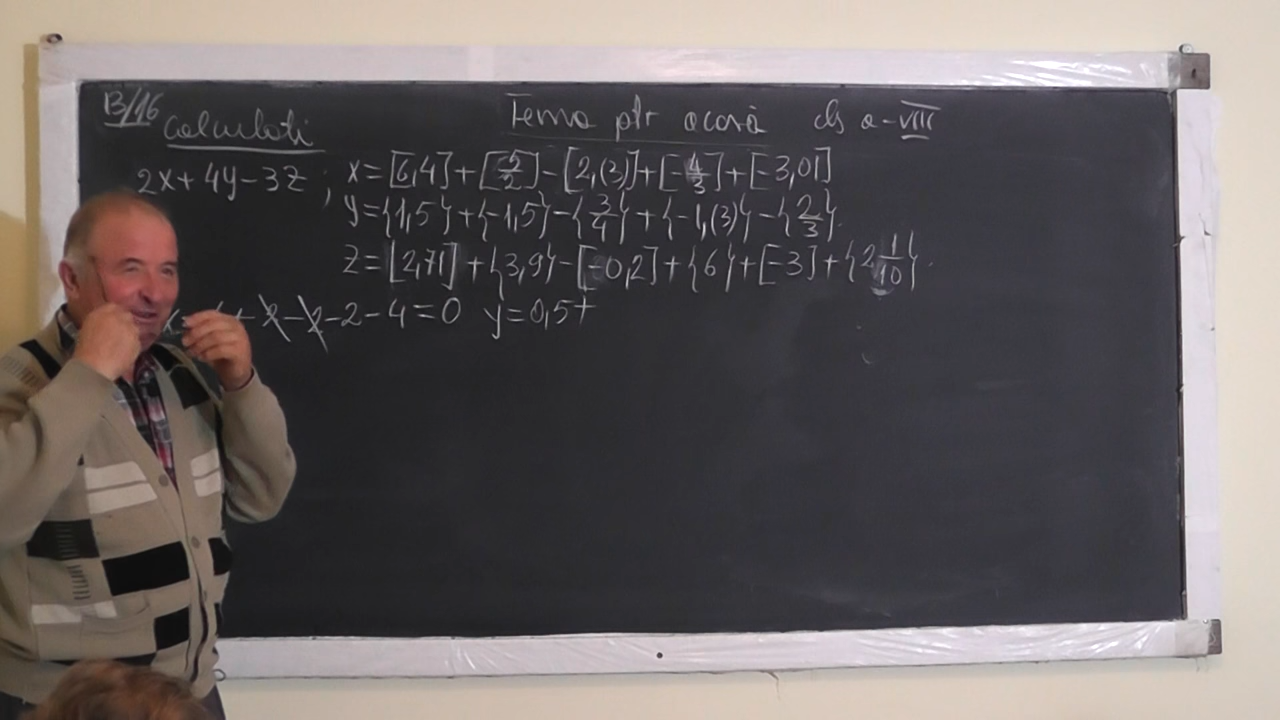 B/16 Calculati Tema ptr acasă cls a-VIII
2x+4y-3z ; x=[6,4]+[5/2]-[2,(3)]+[-4/3]+[-3,01]
y={1,5}+{-1,5}-{3/4}+{-1,(3)}-{2/3}.
z=[2,71]+{3,9}-[-0,2]+{6}+[-3]+{2 1/10}.
+2-2-2-4=0 y=0,5+